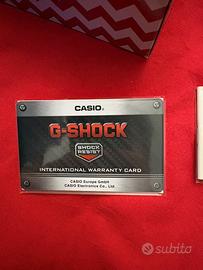 CASIO
G-SHOCK
SHOCK
RESIST
INTERNATIONAL WARRANTY CARD
CASIO Europe GmbH
CASIO Electronics Co., Ltd.
subito